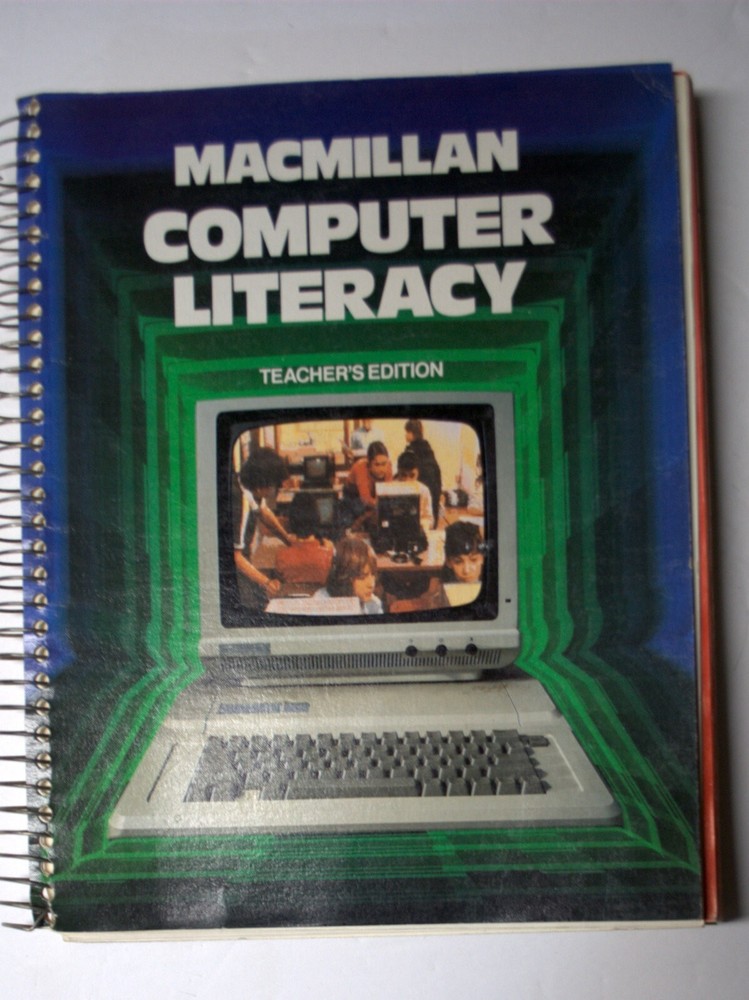 MACMILLAN
COMPUTER
LITERACY
TEACHER'S EDITION